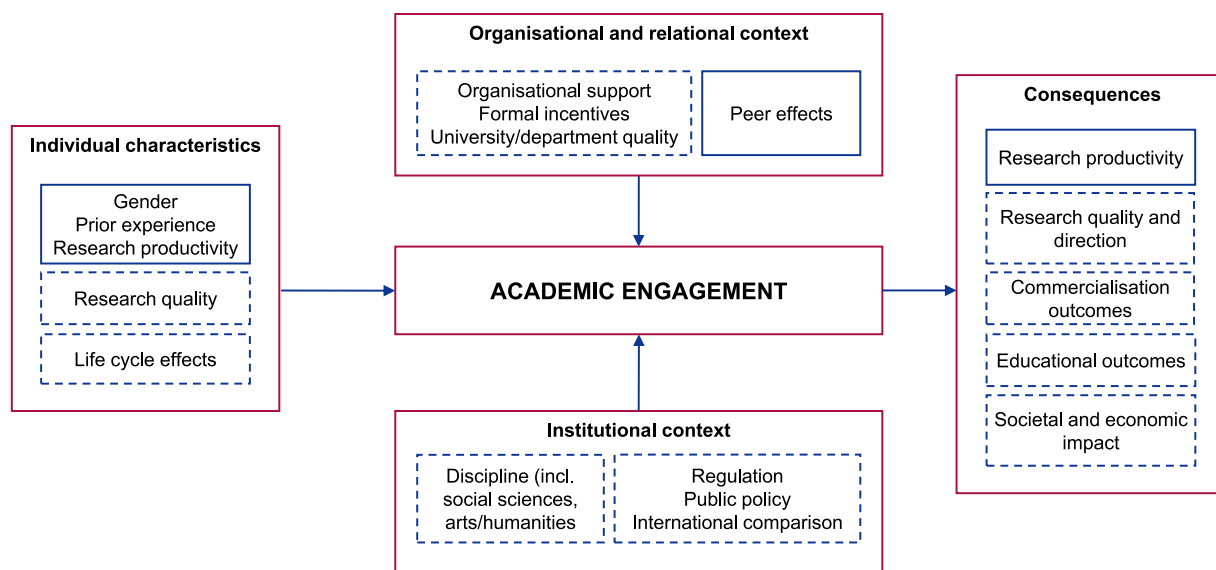 Organisational and relational context
Organisational support
Formal incentives
University/department quality
Peer effects
Individual characteristics
Gender
Prior experience
Research productivity
Research quality
Life cycle effects
ACADEMIC ENGAGEMENT
Institutional context
Discipline (incl.
social sciences,
arts/humanities
Regulation
Public policy
International comparison
Consequences
Research productivity
Research quality and
direction
Commercialisation
outcomes
Educational outcomes
Societal and economic
impact